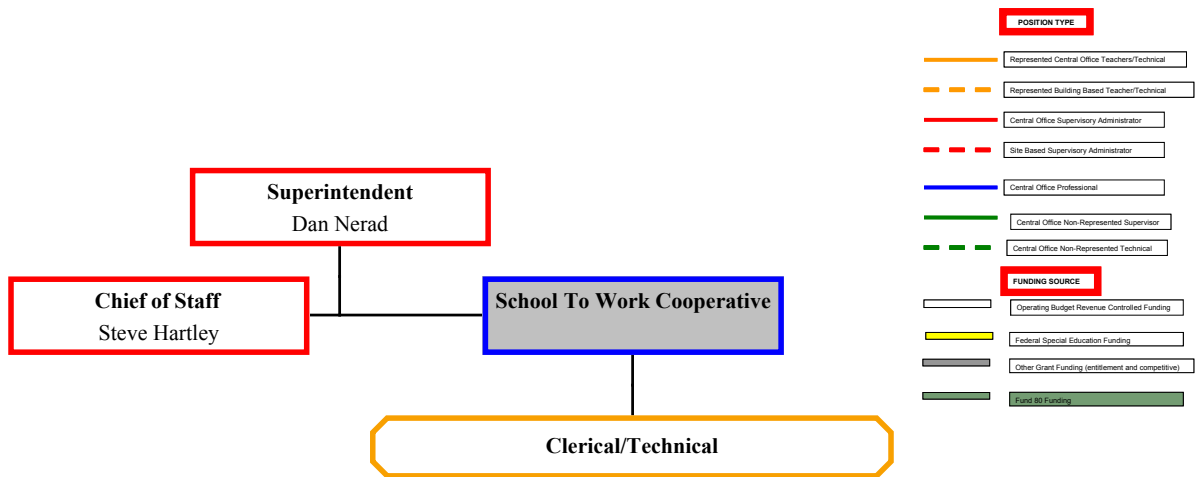 POSITION TYPE
Represented Central Office Teachers/Technical
Represented Building Based Teacher/Technical
Central Office Supervisory Administrator
Site Based Supervisory Administrator
Central Office Professional
Central Office Non-Represented Supervisor
Central Office Non-Represented Technical
FUNDING SOURCE
Operating Budget Revenue Controlled Funding
Federal Special Education Funding
Other Grant Funding (entitlement and competitive)
Fund 80 Funding
Superintendent
Dan Nerad
Chief of Staff
Steve Hartley
School To Work Cooperative
Clerical/Technical